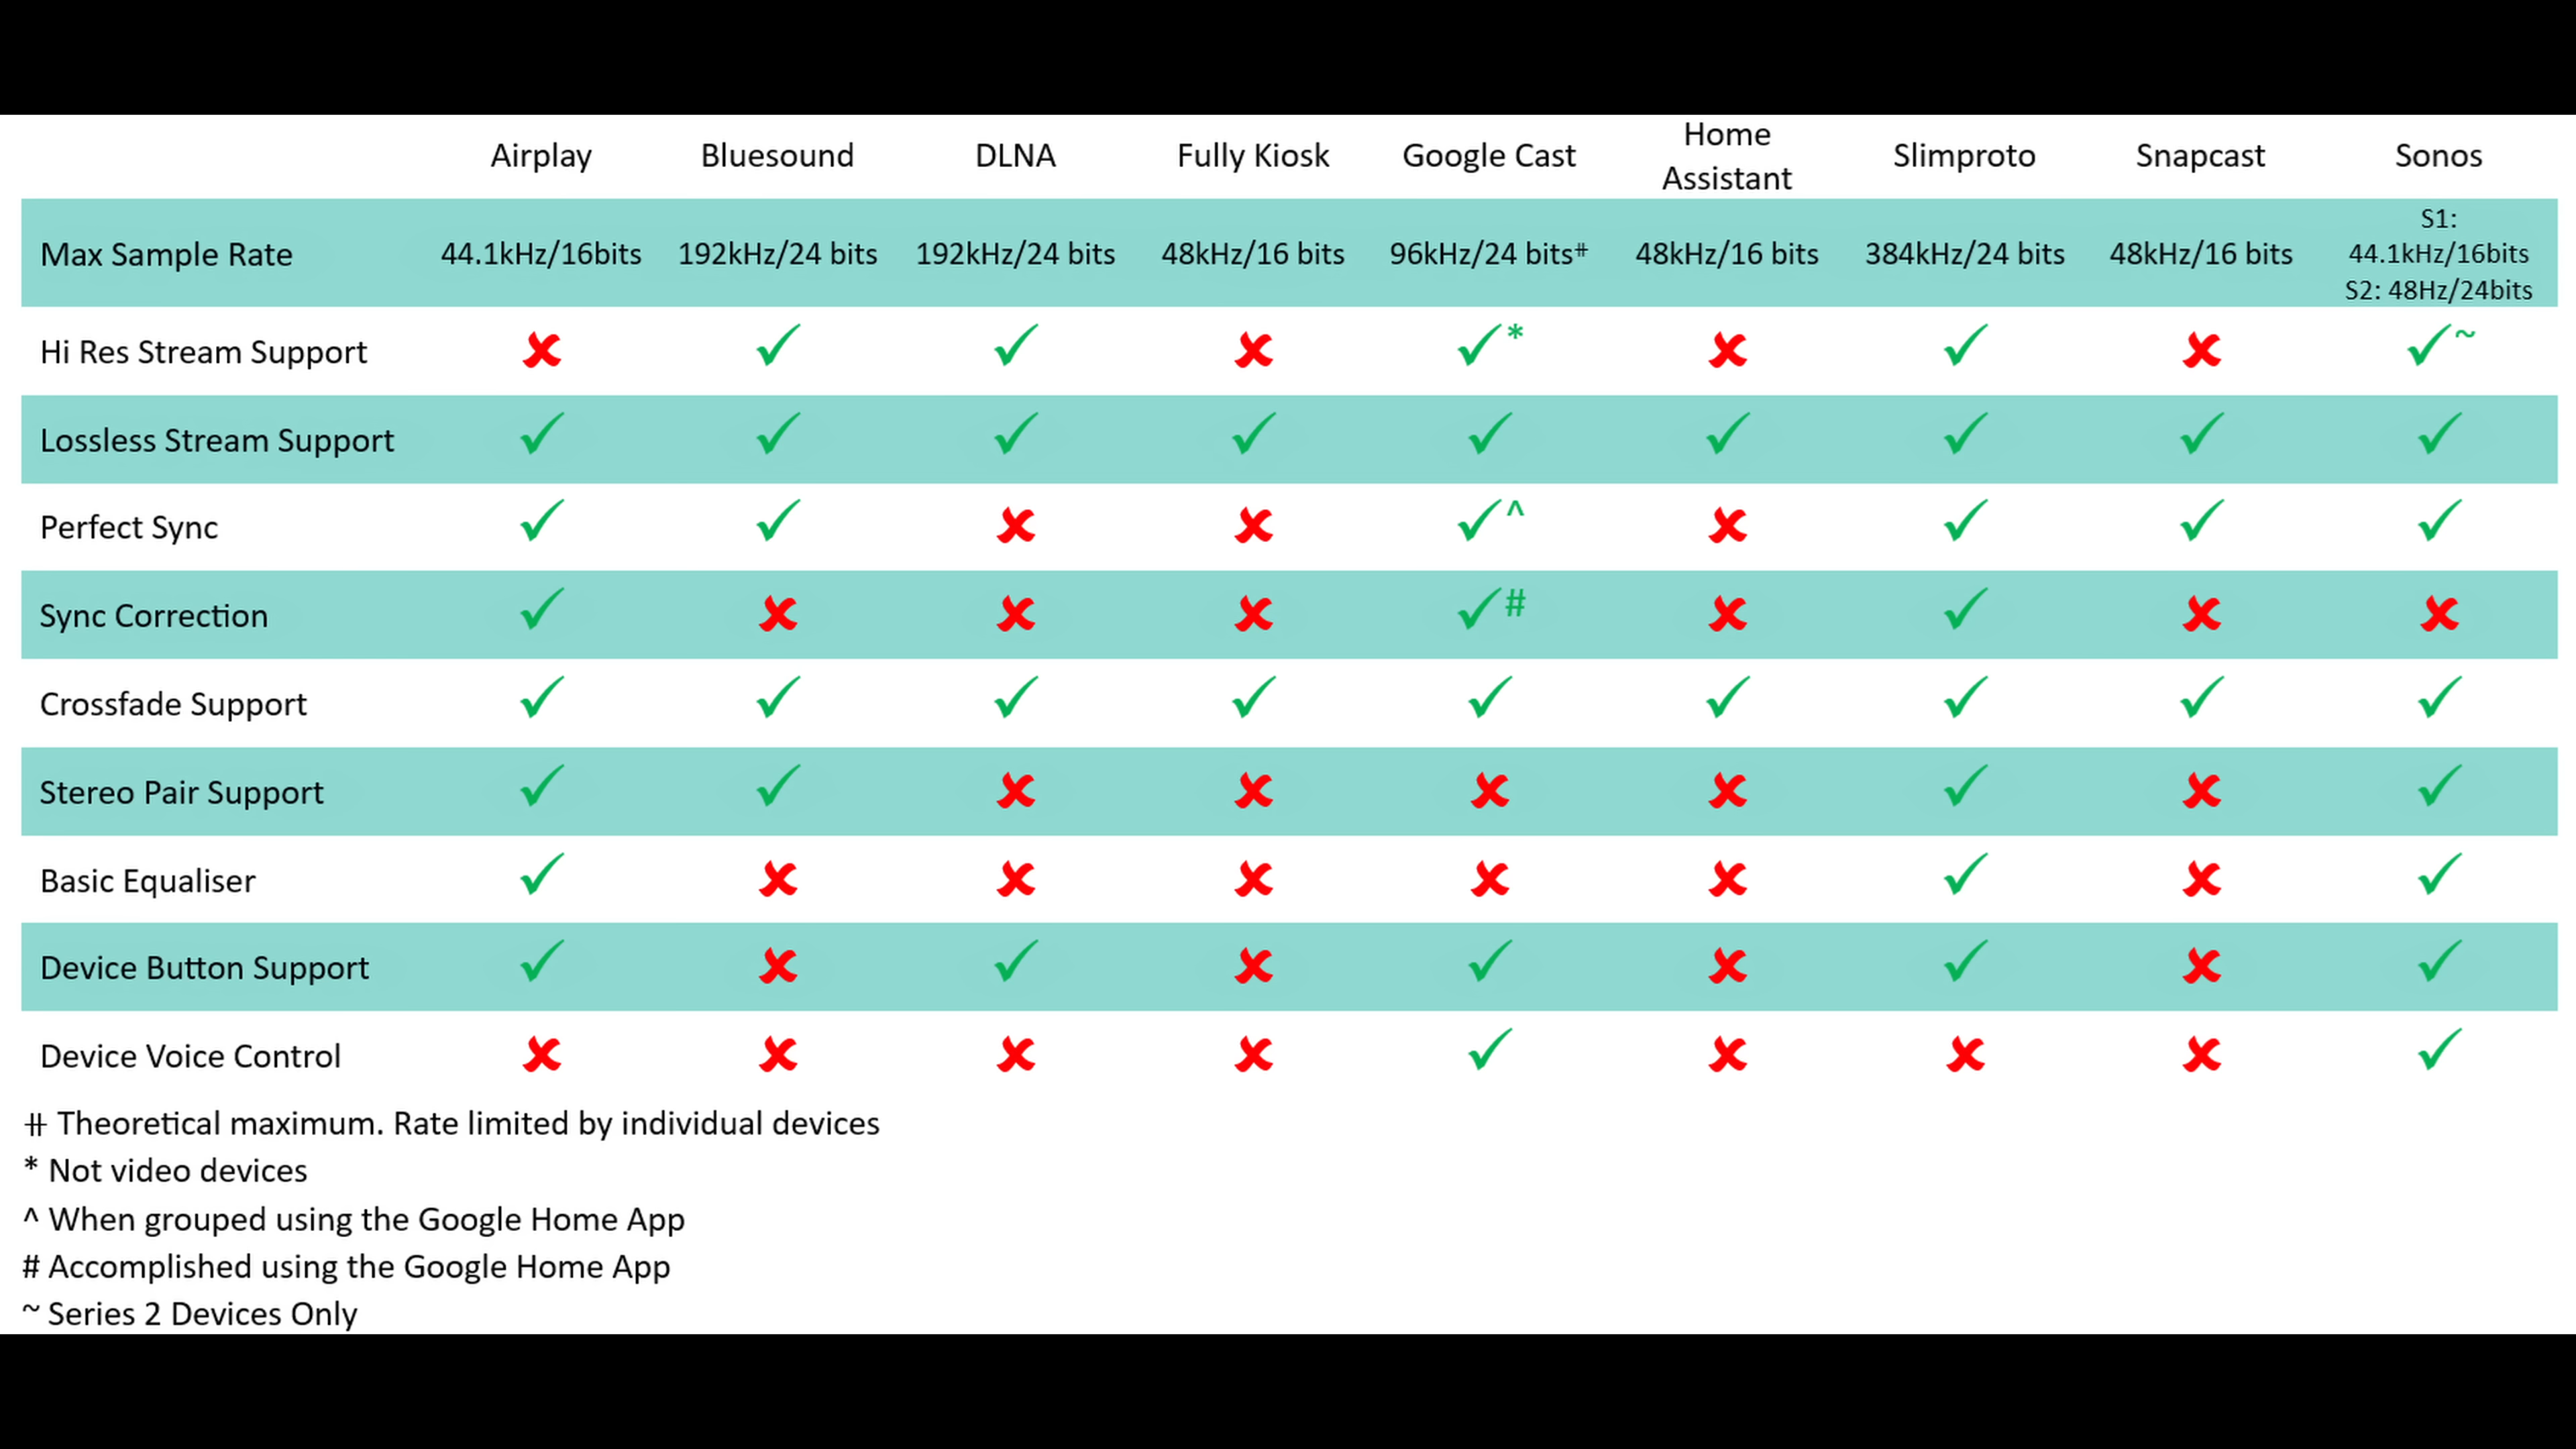 Airplay Bluesound DLNA Fully Kiosk Google Cast Home Assistant Slimproto Snapcast Sonos
Max Sample Rate 44.1kHz/16bits 192kHz/24 bits 192kHz/24 bits 48kHz/16 bits 96kHz/24 bits⧺ 48kHz/16 bits 384kHz/24 bits 48kHz/16 bits S1: 44.1kHz/16bits S2: 48Hz/24bits
Hi Res Stream Support ✘ ✓ ✓ ✘ ✓* ✘ ✓ ✘ ✓~
Lossless Stream Support ✓ ✓ ✓ ✓ ✓ ✓ ✓ ✓ ✓
Perfect Sync ✓ ✓ ✘ ✘ ✓^ ✘ ✓ ✓ ✓
Sync Correction ✓ ✘ ✘ ✘ ✓# ✘ ✓ ✘ ✘
Crossfade Support ✓ ✓ ✓ ✓ ✓ ✓ ✓ ✓ ✓
Stereo Pair Support ✓ ✓ ✘ ✘ ✘ ✘ ✓ ✘ ✓
Basic Equaliser ✓ ✘ ✘ ✘ ✘ ✘ ✓ ✘ ✓
Device Button Support ✓ ✘ ✓ ✘ ✓ ✘ ✓ ✘ ✓
Device Voice Control ✘ ✘ ✘ ✘ ✓ ✘ ✘ ✘ ✓
⧺ Theoretical maximum. Rate limited by individual devices
* Not video devices
^ When grouped using the Google Home App
# Accomplished using the Google Home App
~ Series 2 Devices Only